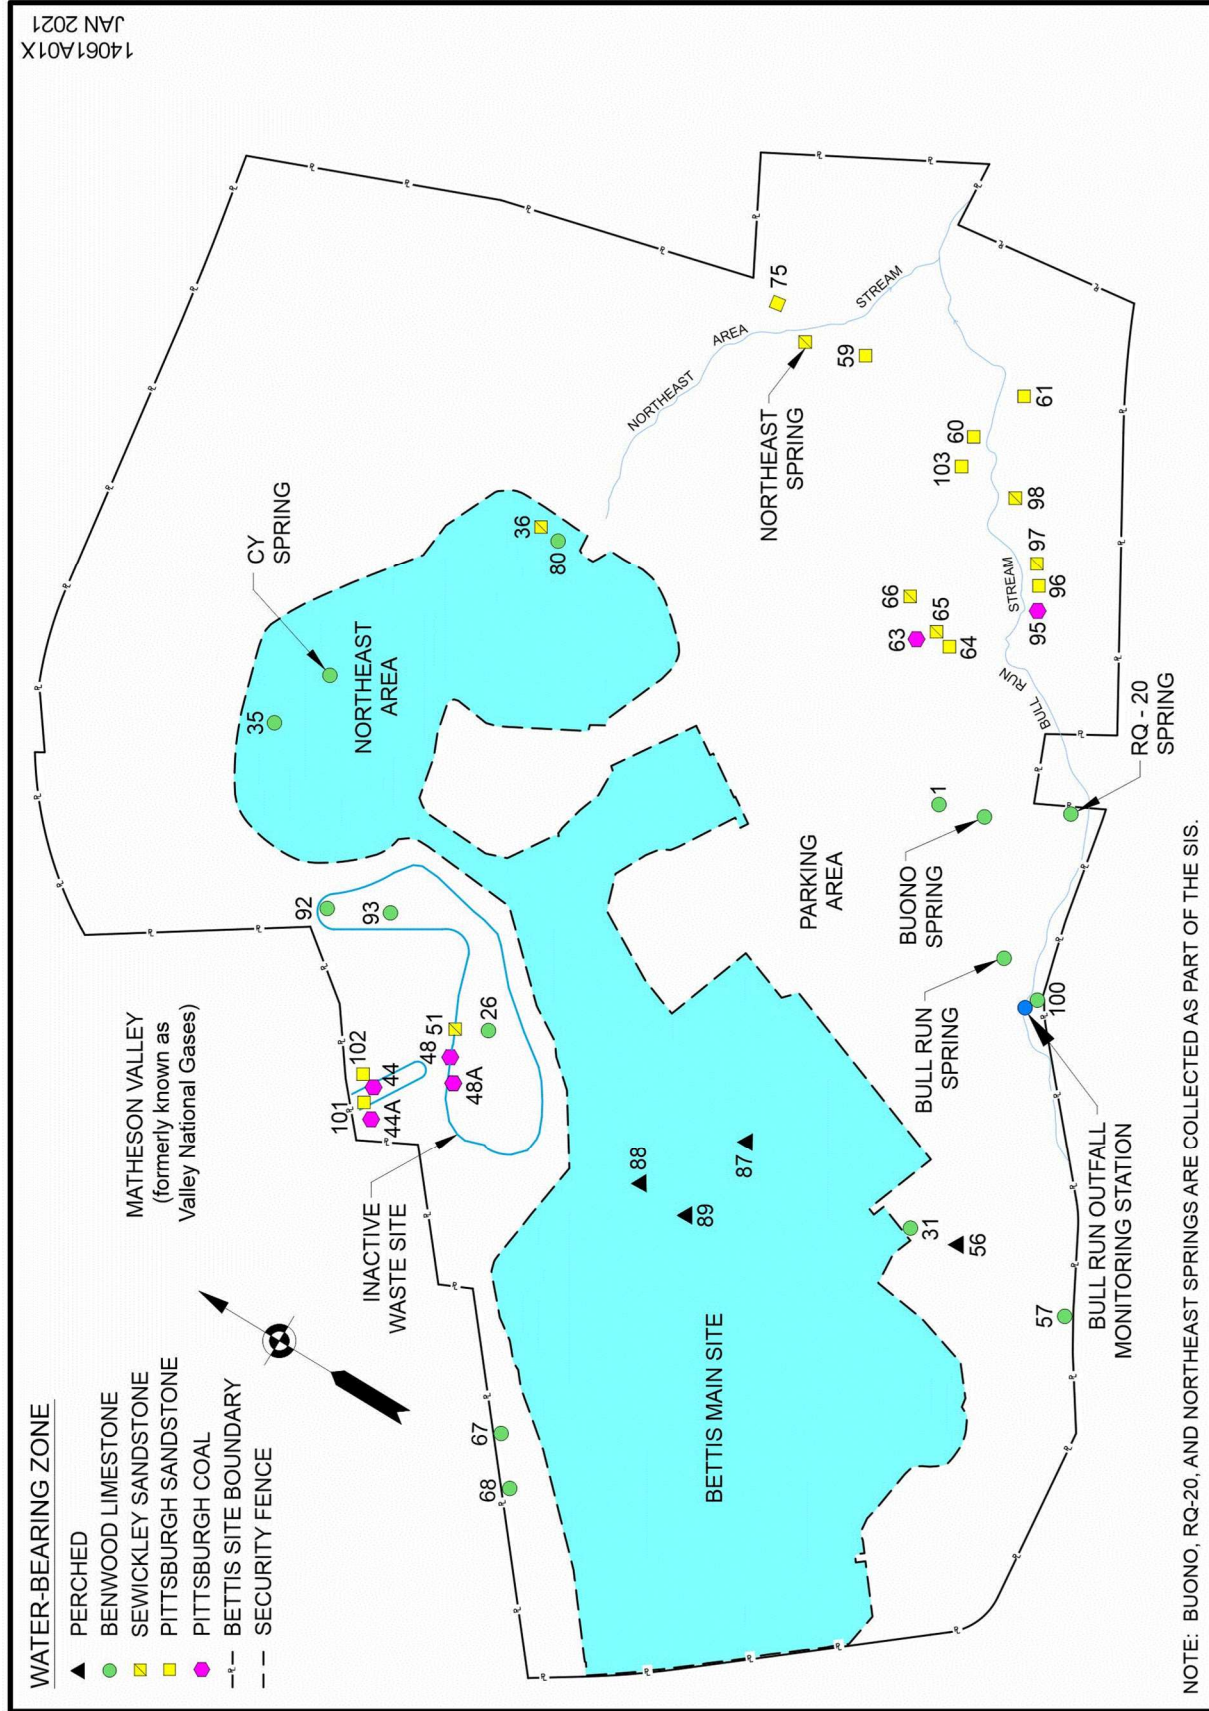 14061A01X
JAN 2021
WATER-BEARING ZONE
PERCHED
BENWOOD LIMESTONE
SEWICKLEY SANDSTONE
PITTSBURGH SANDSTONE
PITTSBURGH COAL
BETTIS SITE BOUNDARY
SECURITY FENCE
MATHESON VALLEY
(formerly known as
Valley National Gases)
INACTIVE
WASTE SITE
101
102
44A
44
48
48A
51
26
92
93
67
68
35
CY
SPRING
NORTHEAST
AREA
36
80
NORTHEAST
AREA
STREAM
75
NORTHEAST
SPRING
59
BETTIS MAIN SITE
88
89
87
31
56
57
PARKING
AREA
1
BUONO
SPRING
BULL RUN
SPRING
100
BULL RUN OUTFALL
MONITORING STATION
RQ - 20
SPRING
BULL
RUN
STREAM
63
64
65
66
95
96
97
98
103
60
61
NOTE: BUONO, RQ-20, AND NORTHEAST SPRINGS ARE COLLECTED AS PART OF THE SIS.